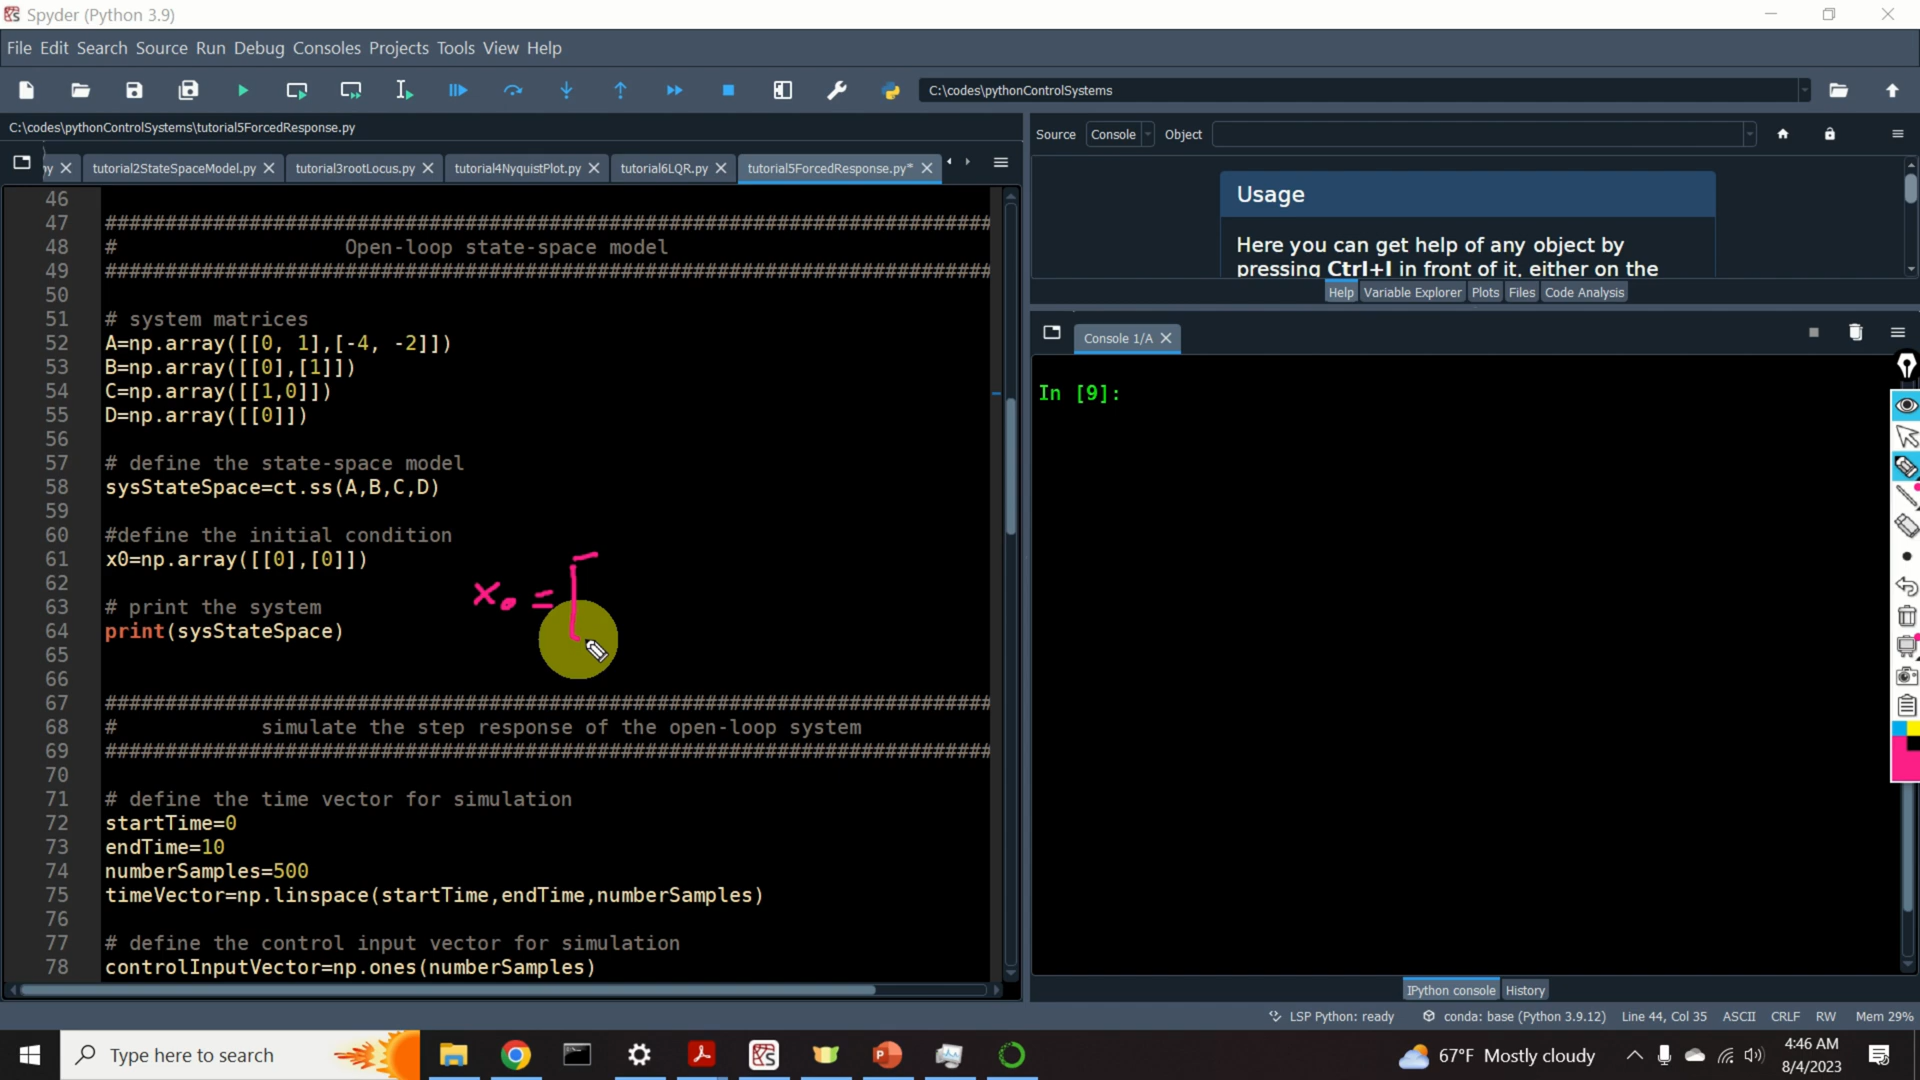 Spyder (Python 3.9)
File Edit Search Source Run Debug Consoles Projects Tools View Help
C:\codes\pythonControlSystems
C:\codes\pythonControlSystems\tutorial5ForcedResponse.py
Source Console Object
y tutorial2StateSpaceModel.py tutorial3rootLocus.py tutorial4NyquistPlot.py tutorial6LQR.py tutorial5ForcedResponse.py*
46
47 ##########################################################################
48 # Open-loop state-space model
49 ##########################################################################
50
51 # system matrices
52 A=np.array([[0, 1],[-4, -2]])
53 B=np.array([[0],[1]])
54 C=np.array([[1,0]])
55 D=np.array([[0]])
56
57 # define the state-space model
58 sysStateSpace=ct.ss(A,B,C,D)
59
60 #define the initial condition
61 x0=np.array([[0],[0]])
62
x0 = [
63 # print the system
64 print(sysStateSpace)
65
66
67 ##########################################################################
68 # simulate the step response of the open-loop system
69 ##########################################################################
70
71 # define the time vector for simulation
72 startTime=0
73 endTime=10
74 numberSamples=500
75 timeVector=np.linspace(startTime,endTime,numberSamples)
76
77 # define the control input vector for simulation
78 controlInputVector=np.ones(numberSamples)
Usage
Here you can get help of any object by
pressing Ctrl+I in front of it, either on the
Help Variable Explorer Plots Files Code Analysis
Console 1/A
In [9]:
IPython console History
LSP Python: ready conda: base (Python 3.9.12) Line 44, Col 35 ASCII CRLF RW Mem 29%
Type here to search
67°F Mostly cloudy
4:46 AM
8/4/2023